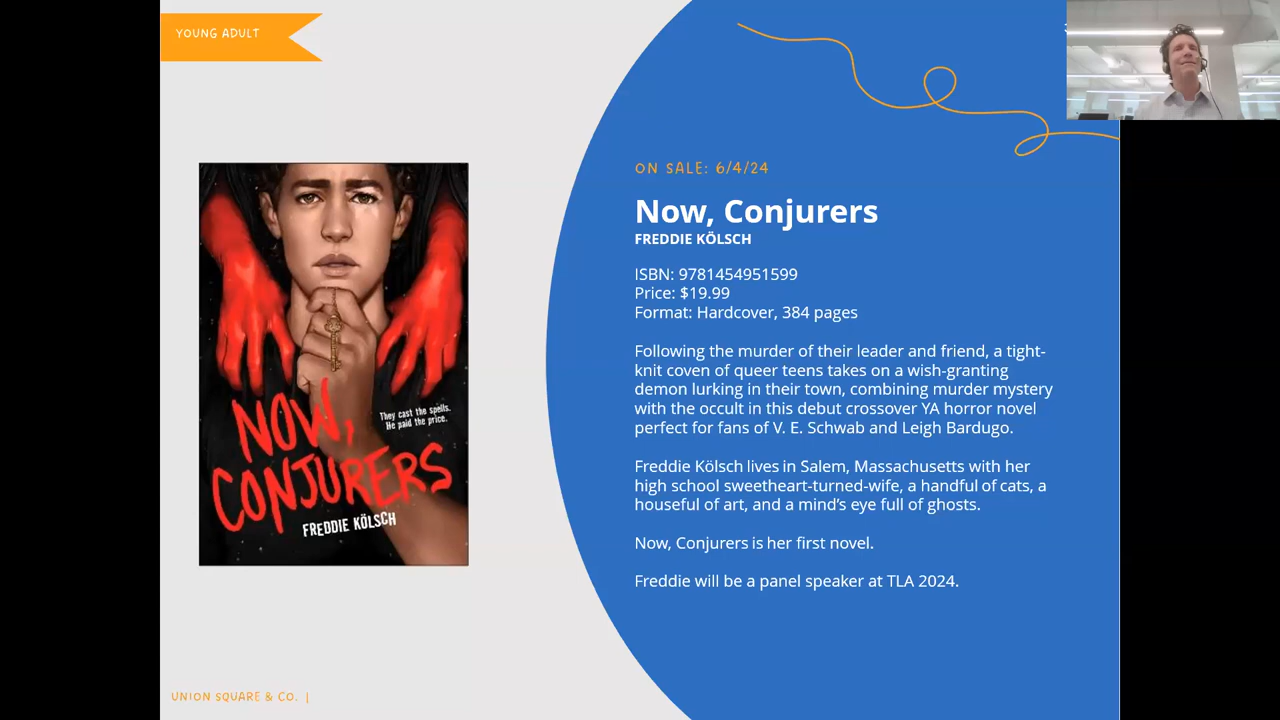 YOUNG ADULT
They cast the spells.
He paid the price.
NOW,
CONJURERS
FREDDIE KÖLSCH
ON SALE: 6/4/24
Now, Conjurers
FREDDIE KÖLSCH
ISBN: 9781454951599
Price: $19.99
Format: Hardcover, 384 pages
Following the murder of their leader and friend, a tight-
knit coven of queer teens takes on a wish-granting
demon lurking in their town, combining murder mystery
with the occult in this debut crossover YA horror novel
perfect for fans of V. E. Schwab and Leigh Bardugo.
Freddie Kölsch lives in Salem, Massachusetts with her
high school sweetheart-turned-wife, a handful of cats, a
houseful of art, and a mind’s eye full of ghosts.
Now, Conjurers is her first novel.
Freddie will be a panel speaker at TLA 2024.
UNION SQUARE & CO. |